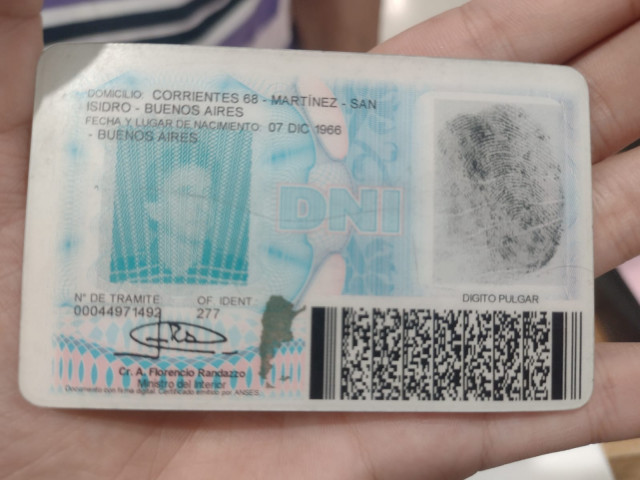 DOMICILIO: CORRIENTES 68 - MARTÍNEZ - SAN
ISIDRO - BUENOS AIRES
FECHA Y LUGAR DE NACIMIENTO: 07 DIC 1966
- BUENOS AIRES
DNI
N° DE TRAMITE OF. IDENT.
00044971492 277
DIGITO PULGAR
Cr. A. Florencio Randazzo
Ministro del Interior
Documento con firma digital. Certificado emitido por ANSES.